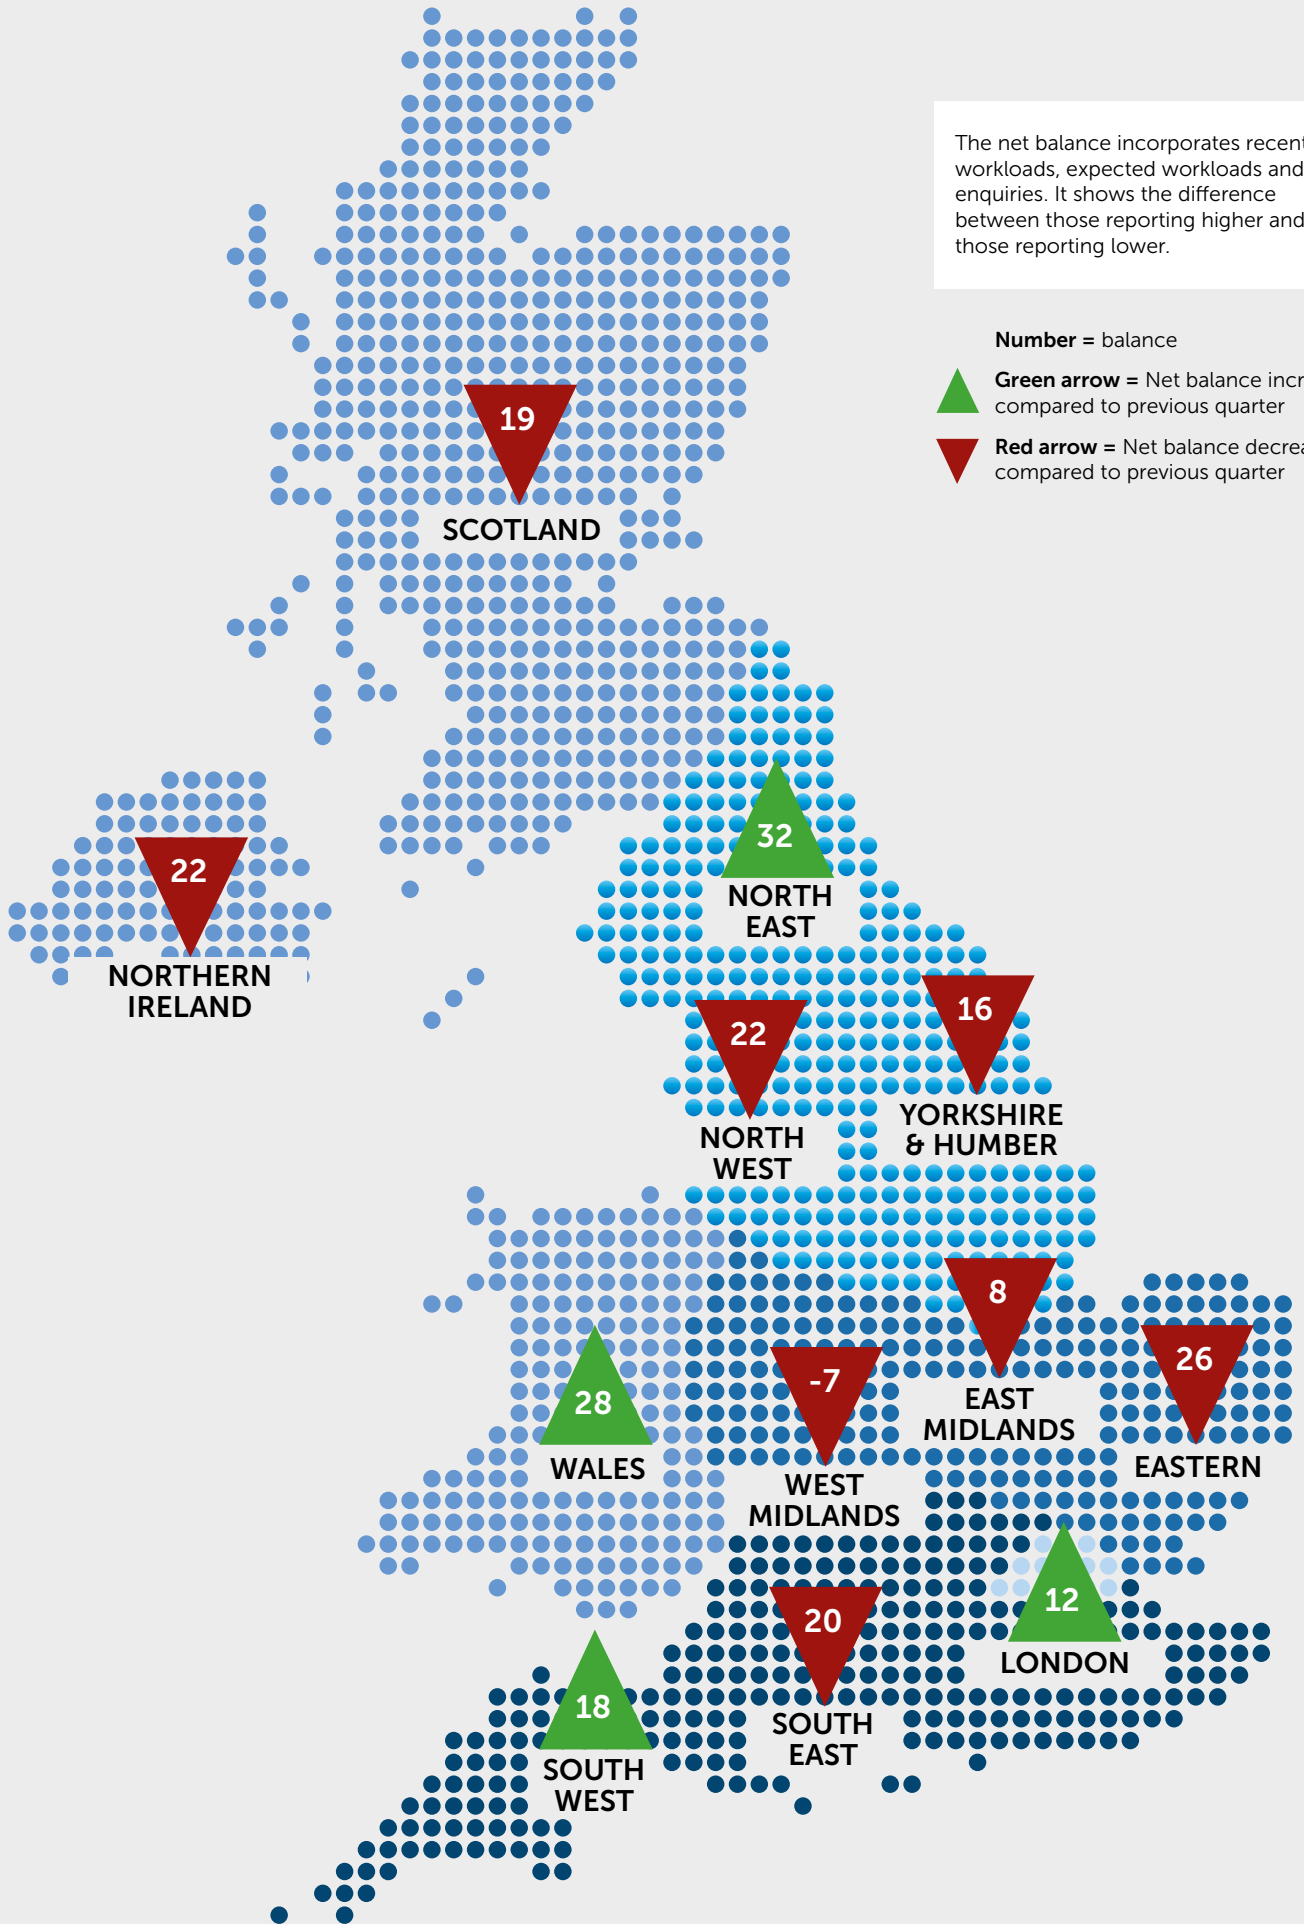 The net balance incorporates recent
workloads, expected workloads and
enquiries. It shows the difference
between those reporting higher and
those reporting lower.
Number = balance
Green arrow = Net balance
compared to previous quarter
Red arrow = Net balance
compared to previous quarter
19
SCOTLAND
32
NORTH
EAST
22
NORTHERN
IRELAND
22
NORTH
WEST
16
YORKSHIRE
& HUMBER
8
EAST
MIDLANDS
26
EASTERN
-7
WEST
MIDLANDS
28
WALES
12
LONDON
20
SOUTH
EAST
18
SOUTH
WEST